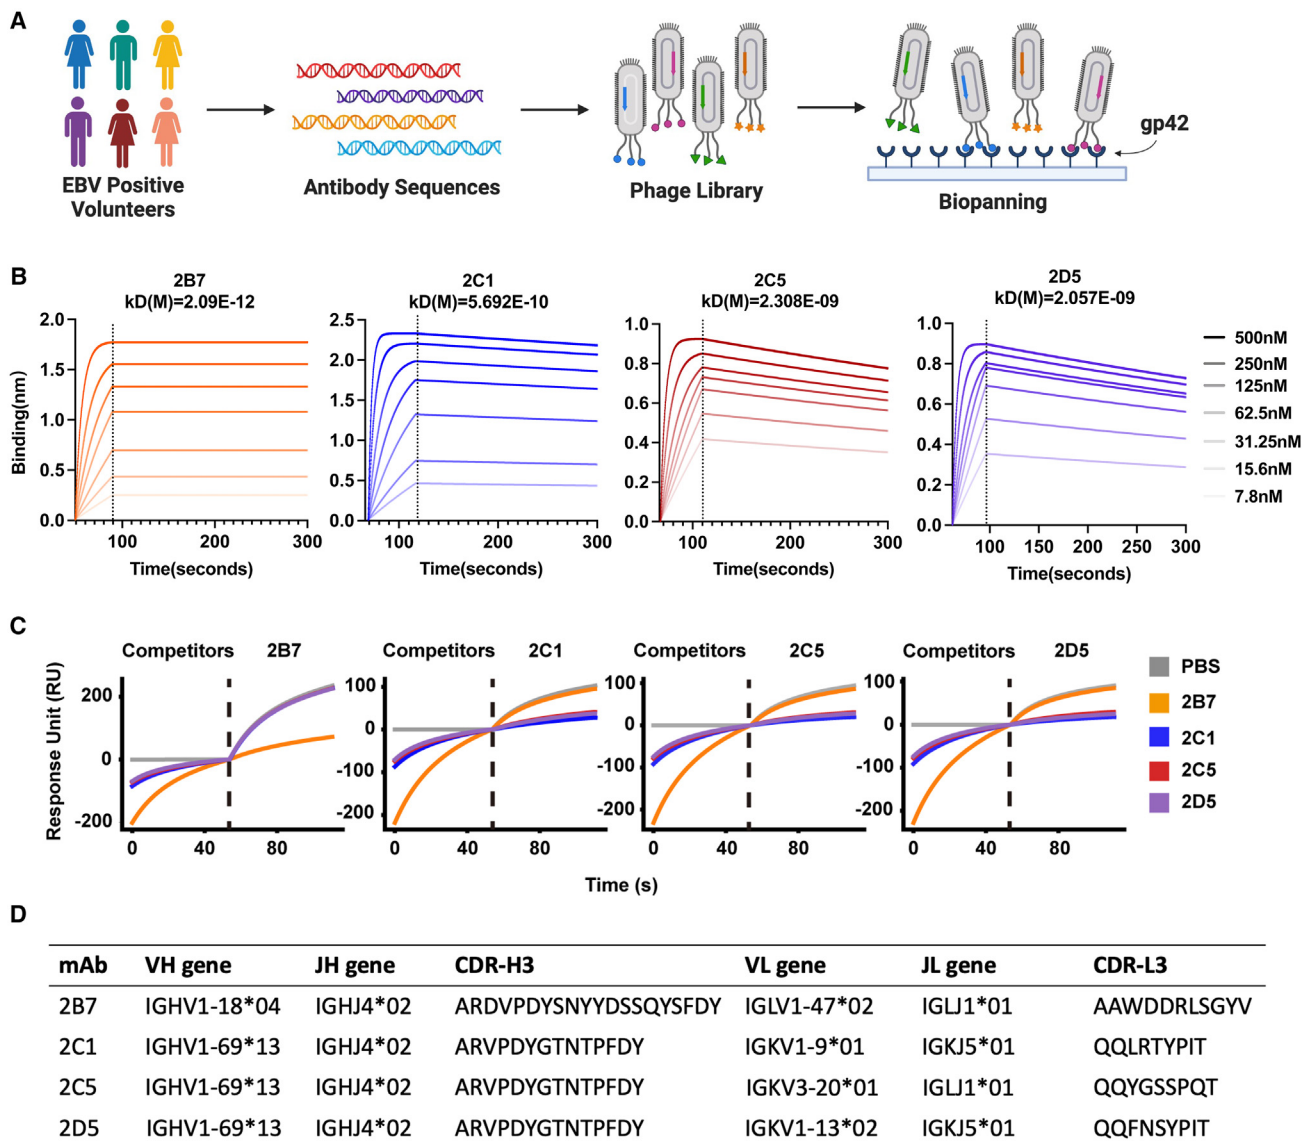 A
EBV Positive
Volunteers
Antibody Sequences
Phage Library
Biopanning
gp42
B
2B7
kD(M)=2.09E-12
2C1
kD(M)=5.692E-10
2C5
kD(M)=2.308E-09
2D5
kD(M)=2.057E-09
Binding(nm)
2.0
1.5
1.0
0.5
0.0
100 200 300
Time(seconds)
2.5
2.0
1.5
1.0
0.5
0.0
100 200 300
Time(seconds)
1.0
0.8
0.6
0.4
0.2
0.0
100 200 300
Time(seconds)
1.0
0.8
0.6
0.4
0.2
0.0
100 150 200 250 300
Time(seconds)
500nM
250nM
125nM
62.5nM
31.25nM
15.6nM
7.8nM
C
Competitors 2B7
Competitors 2C1
Competitors 2C5
Competitors 2D5
Response Unit (RU)
200
0
-200
0 40 80
100
0
-100
-200
0 40 80
100
0
-100
-200
0 40 80
100
0
-100
-200
0 40 80
Time (s)
PBS
2B7
2C1
2C5
2D5
D
mAb VH gene JH gene CDR-H3 VL gene JL gene CDR-L3
2B7 IGHV1-18*04 IGHJ4*02 ARDVPDYSNYYDSSQYSFDY IGLV1-47*02 IGLJ1*01 AAWDDRLSGYV
2C1 IGHV1-69*13 IGHJ4*02 ARVPDYGTNTPFDY IGKV1-9*01 IGKJ5*01 QQLRTYPIT
2C5 IGHV1-69*13 IGHJ4*02 ARVPDYGTNTPFDY IGKV3-20*01 IGLJ1*01 QQYGSSPQT
2D5 IGHV1-69*13 IGHJ4*02 ARVPDYGTNTPFDY IGKV1-13*02 IGKJ5*01 QQFNSYPIT